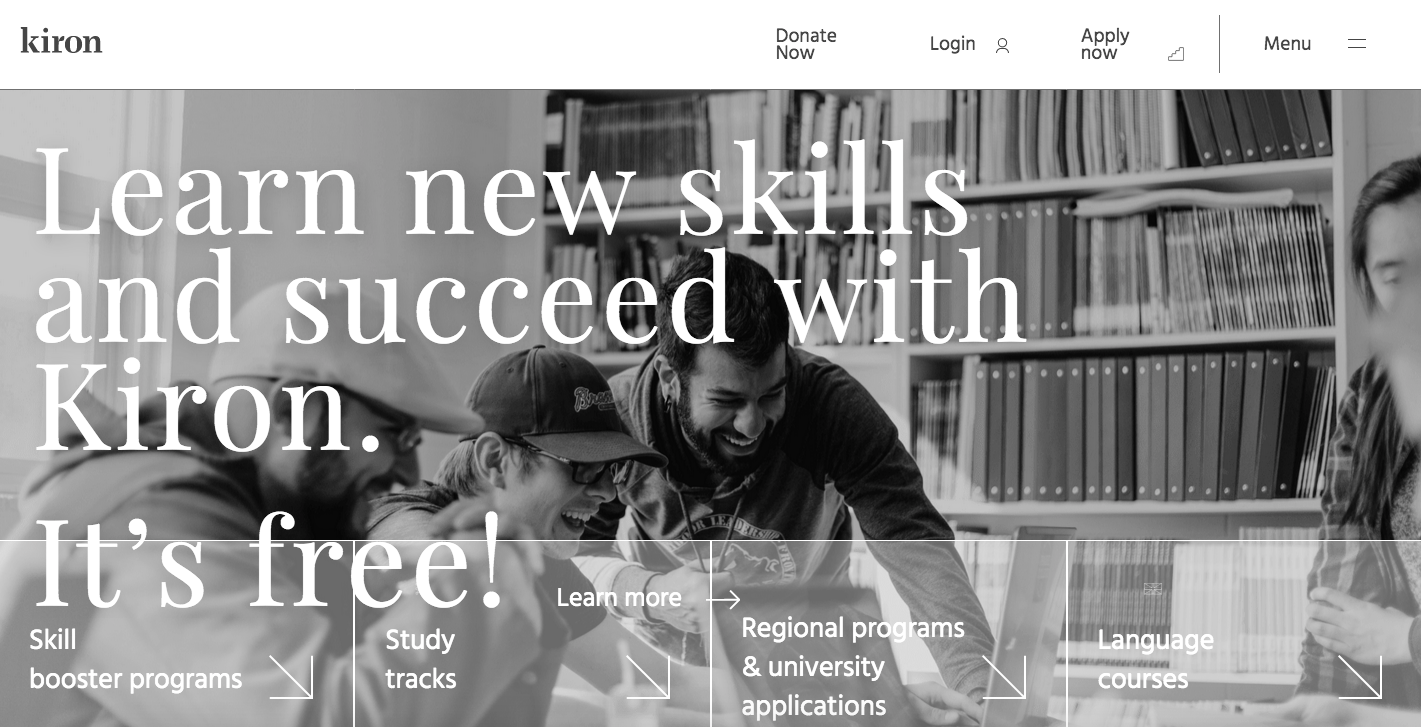 kiron
Donate
Now
Login
Apply
now
Menu
Learn new skills
and succeed with
Kiron.
It’s free!
Learn more
Skill
booster programs
Study
tracks
Regional programs
& university
applications
Language
courses